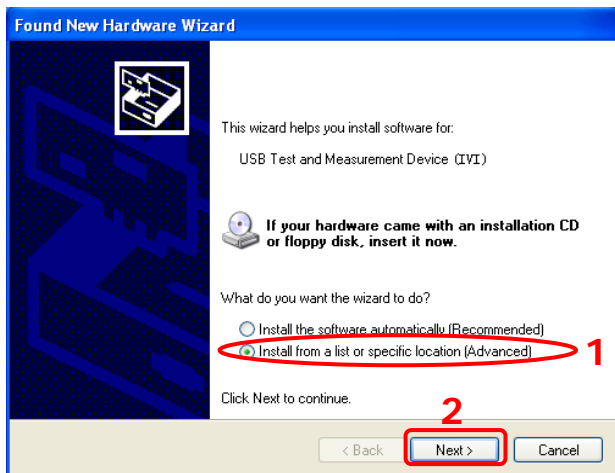 Found New Hardware Wizard
This wizard helps you install software for:
USB Test and Measurement Device (IVI)
If your hardware came with an installation CD
or floppy disk, insert it now.
What do you want the wizard to do?
Install the software automatically (Recommended)
Install from a list or specific location (Advanced)
1
Click Next to continue.
2
< Back
Next >
Cancel